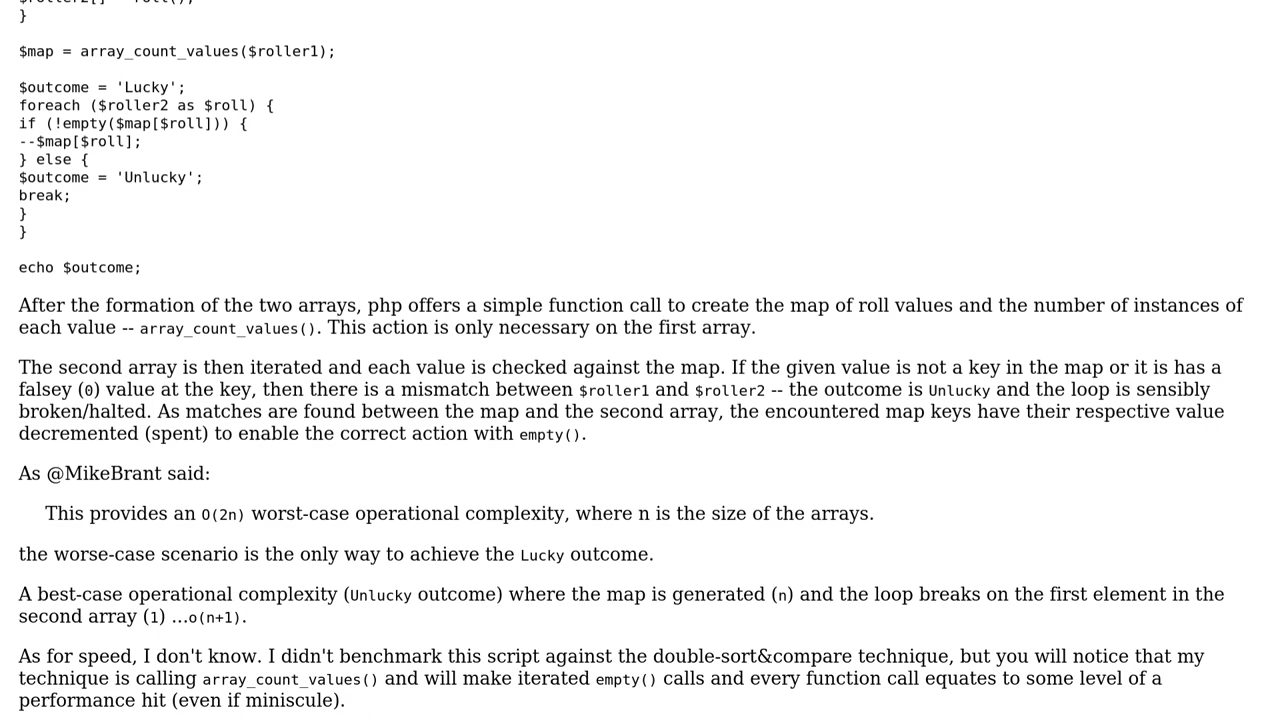 }
$map = array_count_values($roller1);
$outcome = 'Lucky';
foreach ($roller2 as $roll) {
if (!empty($map[$roll])) {
--$map[$roll];
} else {
$outcome = 'Unlucky';
break;
}
}
echo $outcome;
After the formation of the two arrays, php offers a simple function call to create the map of roll values and the number of instances of
each value -- array_count_values(). This action is only necessary on the first array.
The second array is then iterated and each value is checked against the map. If the given value is not a key in the map or it is has a
falsey (0) value at the key, then there is a mismatch between $roller1 and $roller2 -- the outcome is Unlucky and the loop is sensibly
broken/halted. As matches are found between the map and the second array, the encountered map keys have their respective value
decremented (spent) to enable the correct action with empty().
As @MikeBrant said:
This provides an O(2n) worst-case operational complexity, where n is the size of the arrays.
the worse-case scenario is the only way to achieve the Lucky outcome.
A best-case operational complexity (Unlucky outcome) where the map is generated (n) and the loop breaks on the first element in the
second array (1) ...o(n+1).
As for speed, I don't know. I didn't benchmark this script against the double-sort&compare technique, but you will notice that my
technique is calling array_count_values() and will make iterated empty() calls and every function call equates to some level of a
performance hit (even if miniscule).